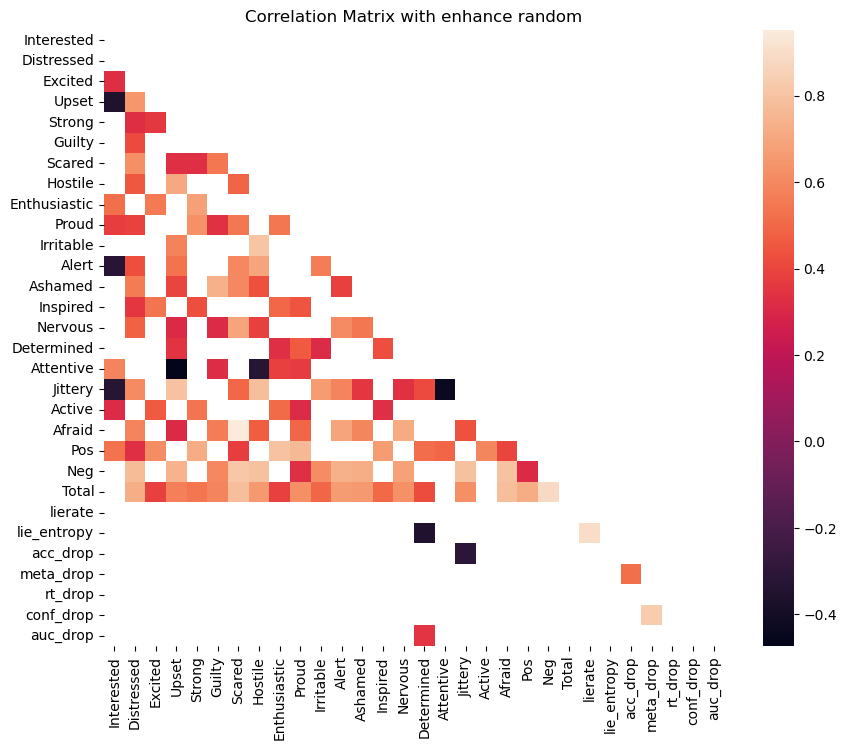 Correlation Matrix with enhance random
Interested
Distressed
Excited
Upset
Strong
Guilty
Scared
Hostile
Enthusiastic
Proud
Irritable
Alert
Ashamed
Inspired
Nervous
Determined
Attentive
Jittery
Active
Afraid
Pos
Neg
Total
lierate
lie_entropy
acc_drop
meta_drop
rt_drop
conf_drop
auc_drop
Interested
Distressed
Excited
Upset
Strong
Guilty
Scared
Hostile
Enthusiastic
Proud
Irritable
Alert
Ashamed
Inspired
Nervous
Determined
Attentive
Jittery
Active
Afraid
Pos
Neg
Total
lierate
lie_entropy
acc_drop
meta_drop
rt_drop
conf_drop
auc_drop
0.8
0.6
0.4
0.2
0.0
−0.2
−0.4